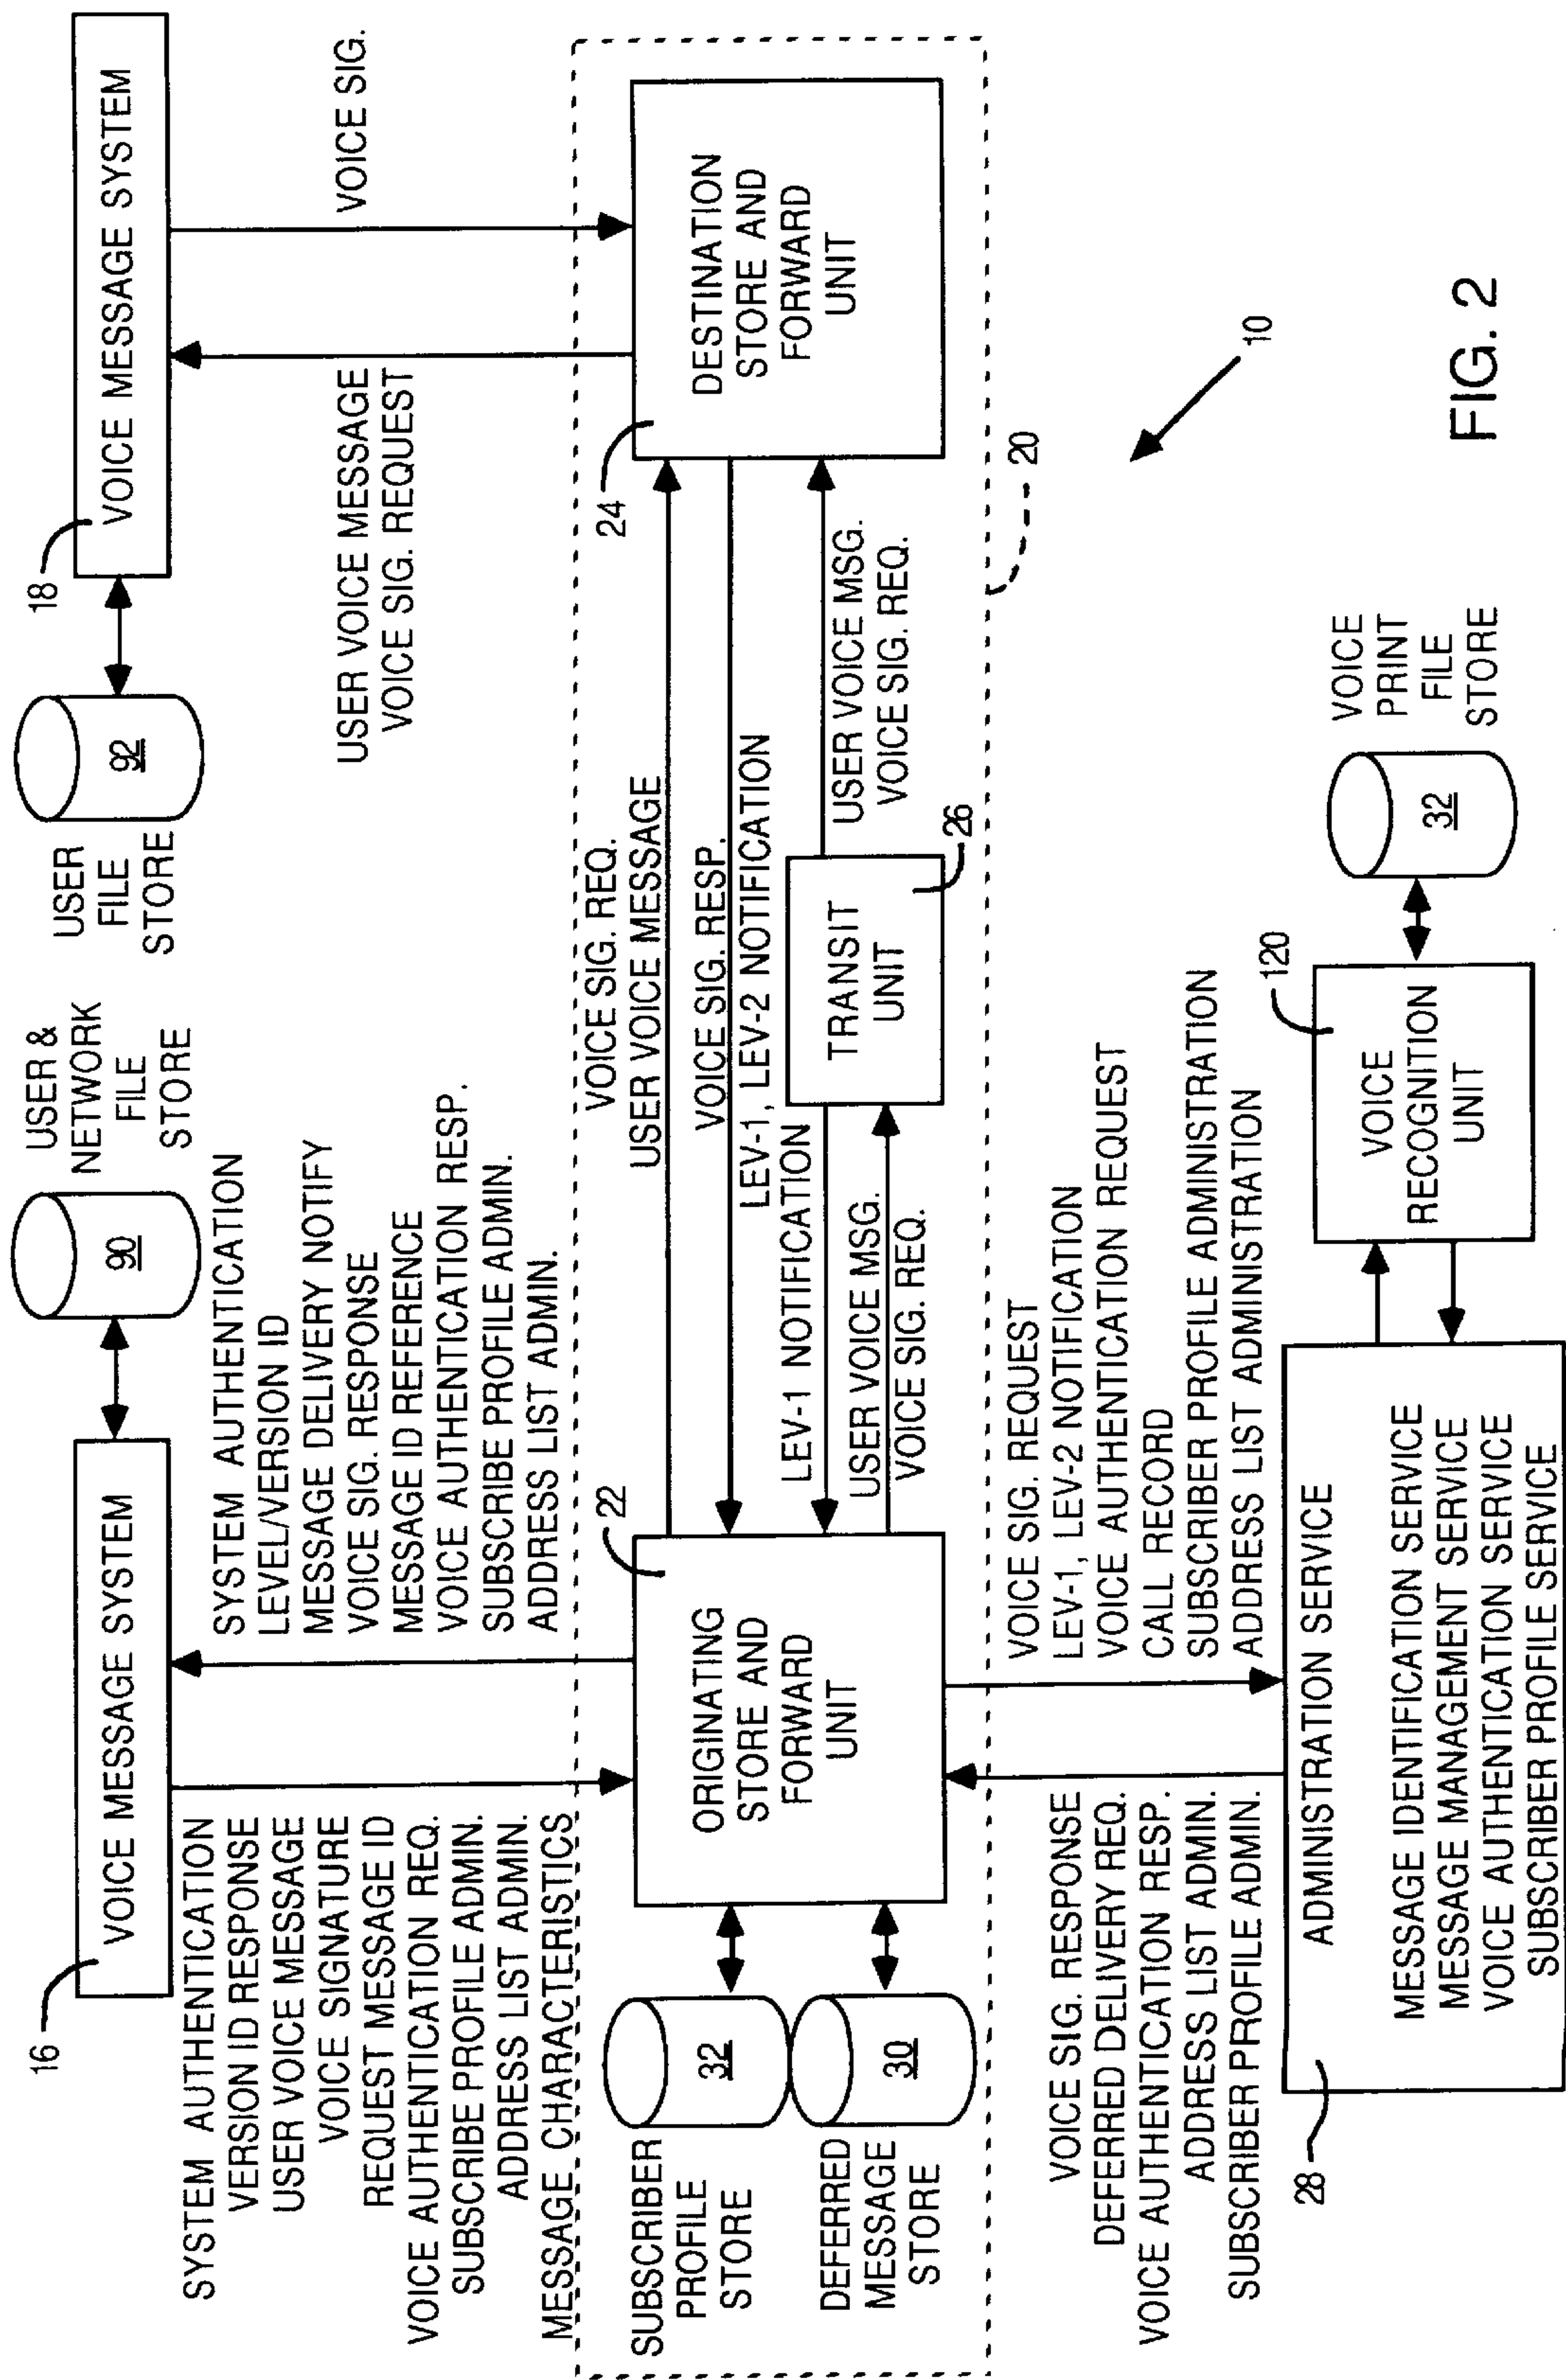 16
VOICE MESSAGE SYSTEM
90
USER &
NETWORK
FILE
STORE
USER
FILE
STORE
92
18
VOICE MESSAGE SYSTEM
SYSTEM AUTHENTICATION
VERSION ID RESPONSE
USER VOICE MESSAGE
VOICE SIGNATURE
REQUEST MESSAGE ID
VOICE AUTHENTICATION REQ.
SUBSCRIBE PROFILE ADMIN.
ADDRESS LIST ADMIN.
MESSAGE CHARACTERISTICS
SYSTEM AUTHENTICATION
LEVEL/VERSION ID
MESSAGE DELIVERY NOTIFY
VOICE SIG. RESPONSE
MESSAGE ID REFERENCE
VOICE AUTHENTICATION RESP.
SUBSCRIBE PROFILE ADMIN.
ADDRESS LIST ADMIN.
USER VOICE MESSAGE
VOICE SIG. REQUEST
VOICE SIG.
SUBSCRIBER
PROFILE
STORE
32
DEFERRED
MESSAGE
STORE
30
22
ORIGINATING
STORE AND
FORWARD
UNIT
VOICE SIG. REQ.
USER VOICE MESSAGE
VOICE SIG. RESP.
LEV-1, LEV-2 NOTIFICATION
LEV-1 NOTIFICATION
USER VOICE MSG.
VOICE SIG. REQ.
TRANSIT
UNIT
26
USER VOICE MSG.
VOICE SIG. REQ.
24
DESTINATION
STORE AND
FORWARD
UNIT
20
10
VOICE SIG. RESPONSE
DEFERRED DELIVERY REQ.
VOICE AUTHENTICATION RESP.
ADDRESS LIST ADMIN.
SUBSCRIBER PROFILE ADMIN.
VOICE SIG. REQUEST
LEV-1, LEV-2 NOTIFICATION
VOICE AUTHENTICATION REQUEST
CALL RECORD
SUBSCRIBER PROFILE ADMINISTRATION
ADDRESS LIST ADMINISTRATION
28
ADMINISTRATION SERVICE
MESSAGE IDENTIFICATION SERVICE
MESSAGE MANAGEMENT SERVICE
VOICE AUTHENTICATION SERVICE
SUBSCRIBER PROFILE SERVICE
120
VOICE
RECOGNITION
UNIT
32
VOICE
PRINT
FILE
STORE
FIG. 2